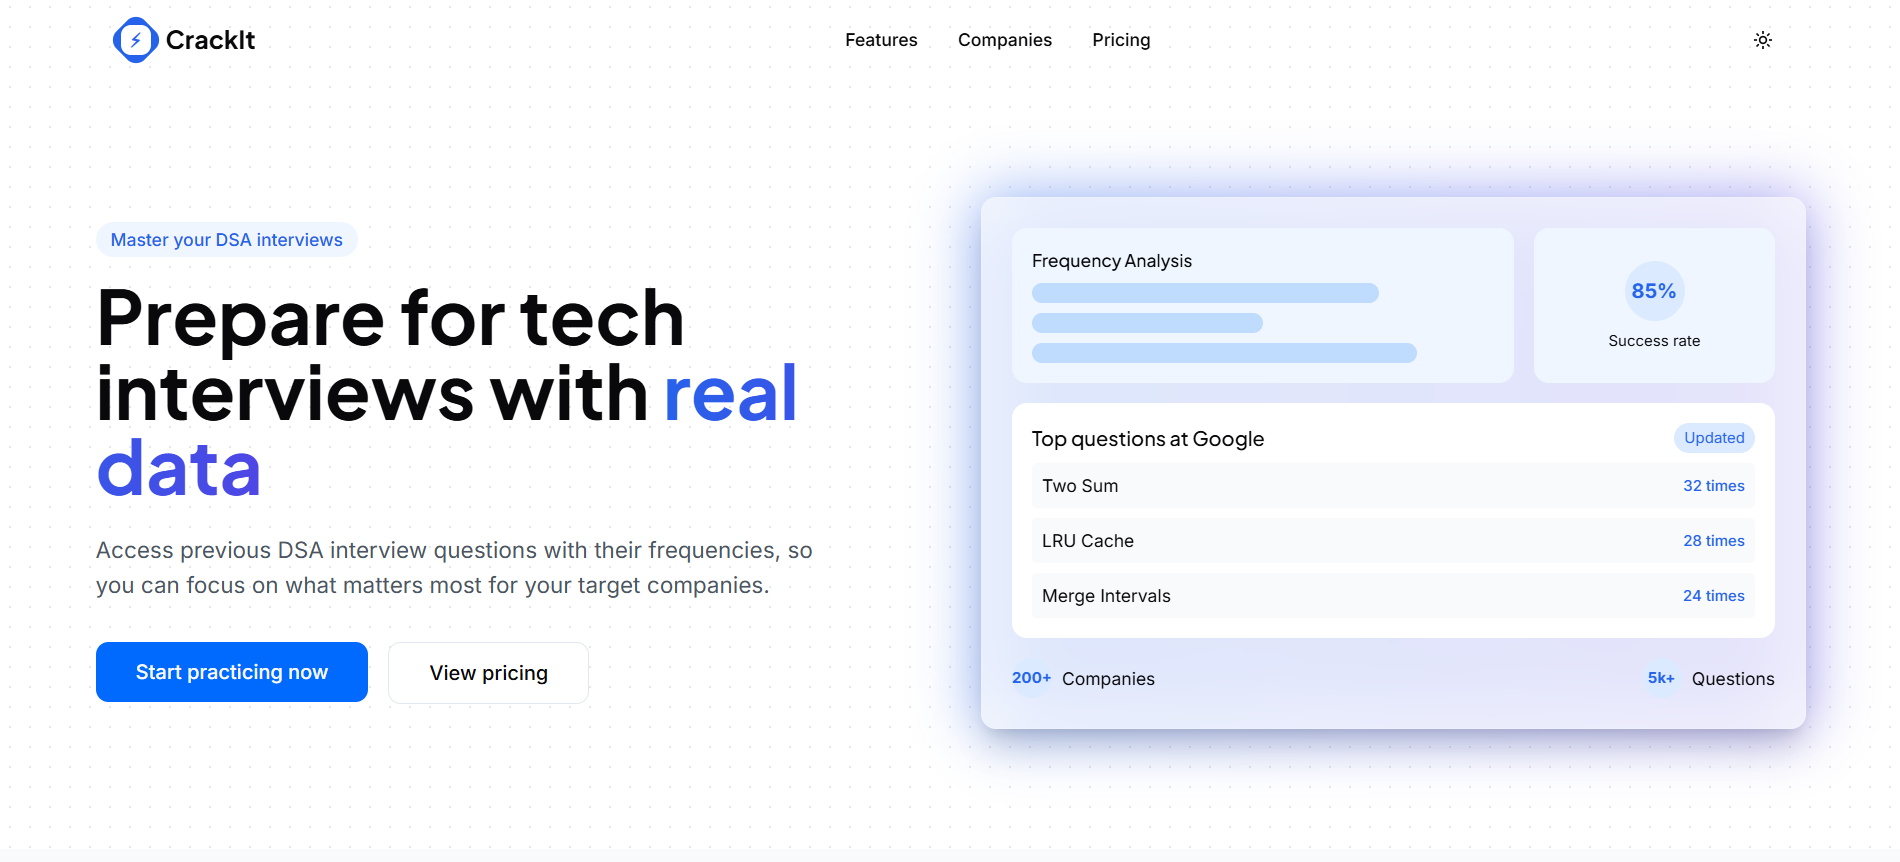 CrackIt
Features
Companies
Pricing
Master your DSA interviews
Prepare for tech
interviews with real
data
Access previous DSA interview questions with their frequencies, so
you can focus on what matters most for your target companies.
Start practicing now
View pricing
Frequency Analysis
85%
Success rate
Top questions at Google
Updated
Two Sum
32 times
LRU Cache
28 times
Merge Intervals
24 times
200+ Companies
5k+ Questions